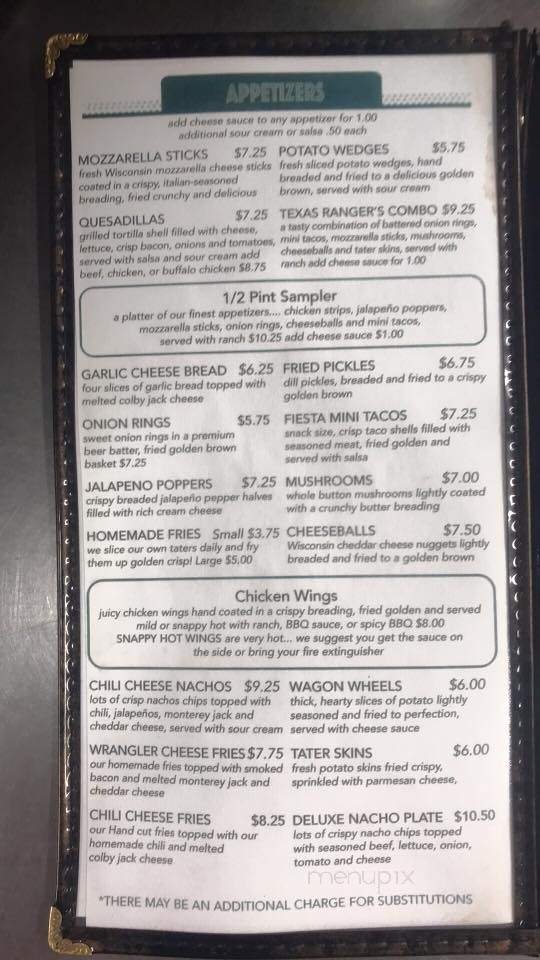 APPETIZERS
add cheese sauce to any appetizer for 1.00
additional sour cream or salsa .50 each
MOZZARELLA STICKS $7.25
fresh Wisconsin mozzarella cheese sticks
coated in a crispy, italian-seasoned
breading, fried crunchy and delicious
POTATO WEDGES $5.75
fresh sliced potato wedges, hand
breaded and fried to a delicious golden
brown, served with sour cream
QUESADILLAS $7.25
grilled tortilla shell filled with cheese,
lettuce, crisp bacon, onions and tomatoes,
served with salsa and sour cream add
beef, chicken, or buffalo chicken $8.75
TEXAS RANGER'S COMBO $9.25
a tasty combination of battered onion rings,
mini tacos, mozzarella sticks, mushrooms,
cheeseballs and tater skins, served with
ranch add cheese sauce for 1.00
1/2 Pint Sampler
a platter of our finest appetizers.... chicken strips, jalapeño poppers,
mozzarella sticks, onion rings, cheeseballs and mini tacos,
served with ranch $10.25 add cheese sauce $1.00
GARLIC CHEESE BREAD $6.25
four slices of garlic bread topped with
melted colby jack cheese
FRIED PICKLES $6.75
dill pickles, breaded and fried to a crispy
golden brown
ONION RINGS $5.75
sweet onion rings in a premium
beer batter, fried golden brown
basket $7.25
FIESTA MINI TACOS $7.25
snack size, crisp taco shells filled with
seasoned meat, fried golden and
served with salsa
JALAPENO POPPERS $7.25
crispy breaded jalapeño pepper halves
filled with rich cream cheese
MUSHROOMS $7.00
whole button mushrooms lightly coated
with a crunchy butter breading
HOMEMADE FRIES Small $3.75
we slice our own taters daily and fry
them up golden crisp! Large $5.00
CHEESEBALLS $7.50
Wisconsin cheddar cheese nuggets lightly
breaded and fried to a golden brown
Chicken Wings
juicy chicken wings hand coated in a crispy breading, fried golden and served
mild or snappy hot with ranch, BBQ sauce, or spicy BBQ $8.00
SNAPPY HOT WINGS are very hot... we suggest you get the sauce on
the side or bring your fire extinguisher
CHILI CHEESE NACHOS $9.25
lots of crisp nachos chips topped with
chili, jalapeños, monterey jack and
cheddar cheese, served with sour cream
WAGON WHEELS $6.00
thick, hearty slices of potato lightly
seasoned and fried to perfection,
served with cheese sauce
WRANGLER CHEESE FRIES $7.75
our homemade fries topped with smoked
bacon and melted monterey jack and
cheddar cheese
TATER SKINS $6.00
fresh potato skins fried crispy,
sprinkled with parmesan cheese,
CHILI CHEESE FRIES $8.25
our Hand cut fries topped with our
homemade chili and melted
colby jack cheese
DELUXE NACHO PLATE $10.50
lots of crispy nacho chips topped
with seasoned beef, lettuce, onion,
tomato and cheese
menupix
*THERE MAY BE AN ADDITIONAL CHARGE FOR SUBSTITUTIONS